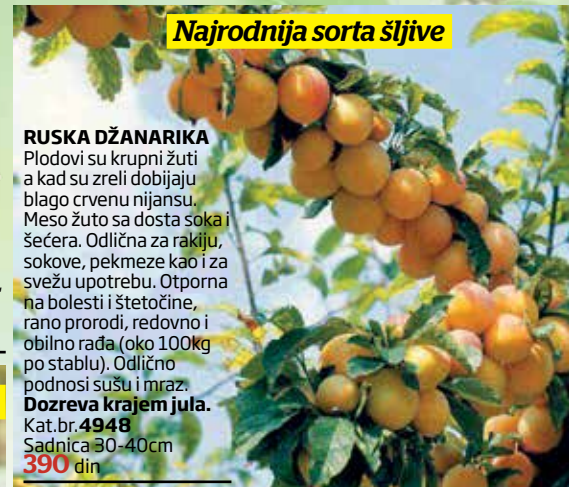 Najrodnija sorta šljive
RUSKA DŽANARIKA
Plodovi su krupni žuti
a kad su zreli dobijaju
blago crvenu nijansu.
Meso žuto sa dosta soka i
šećera. Odlična za rakiju,
sokove, pekmeze kao i za
svežu upotrebu. Otporna
na bolesti i štetočine,
rano prorodi, redovno i
obilno rađa (oko 100kg
po stablu). Odlično
podnosi sušu i mraz.
Dozreva krajem jula.
Kat.br.4948
Sadnica 30-40cm
390 din